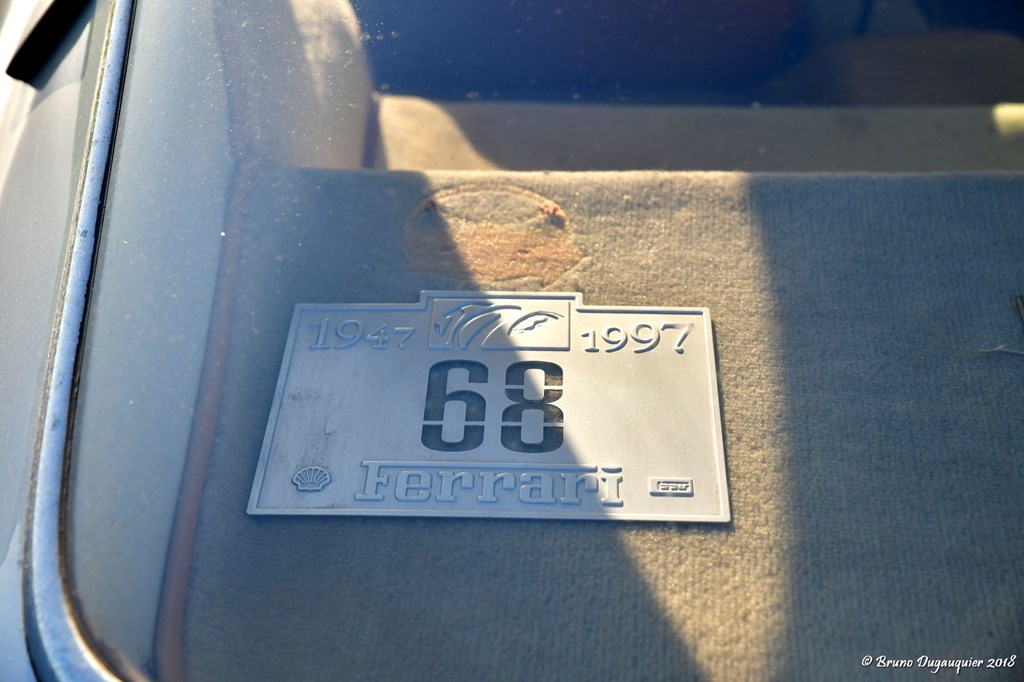 1947 1997
68
Ferrari
© Bruno Dugauquier 2018